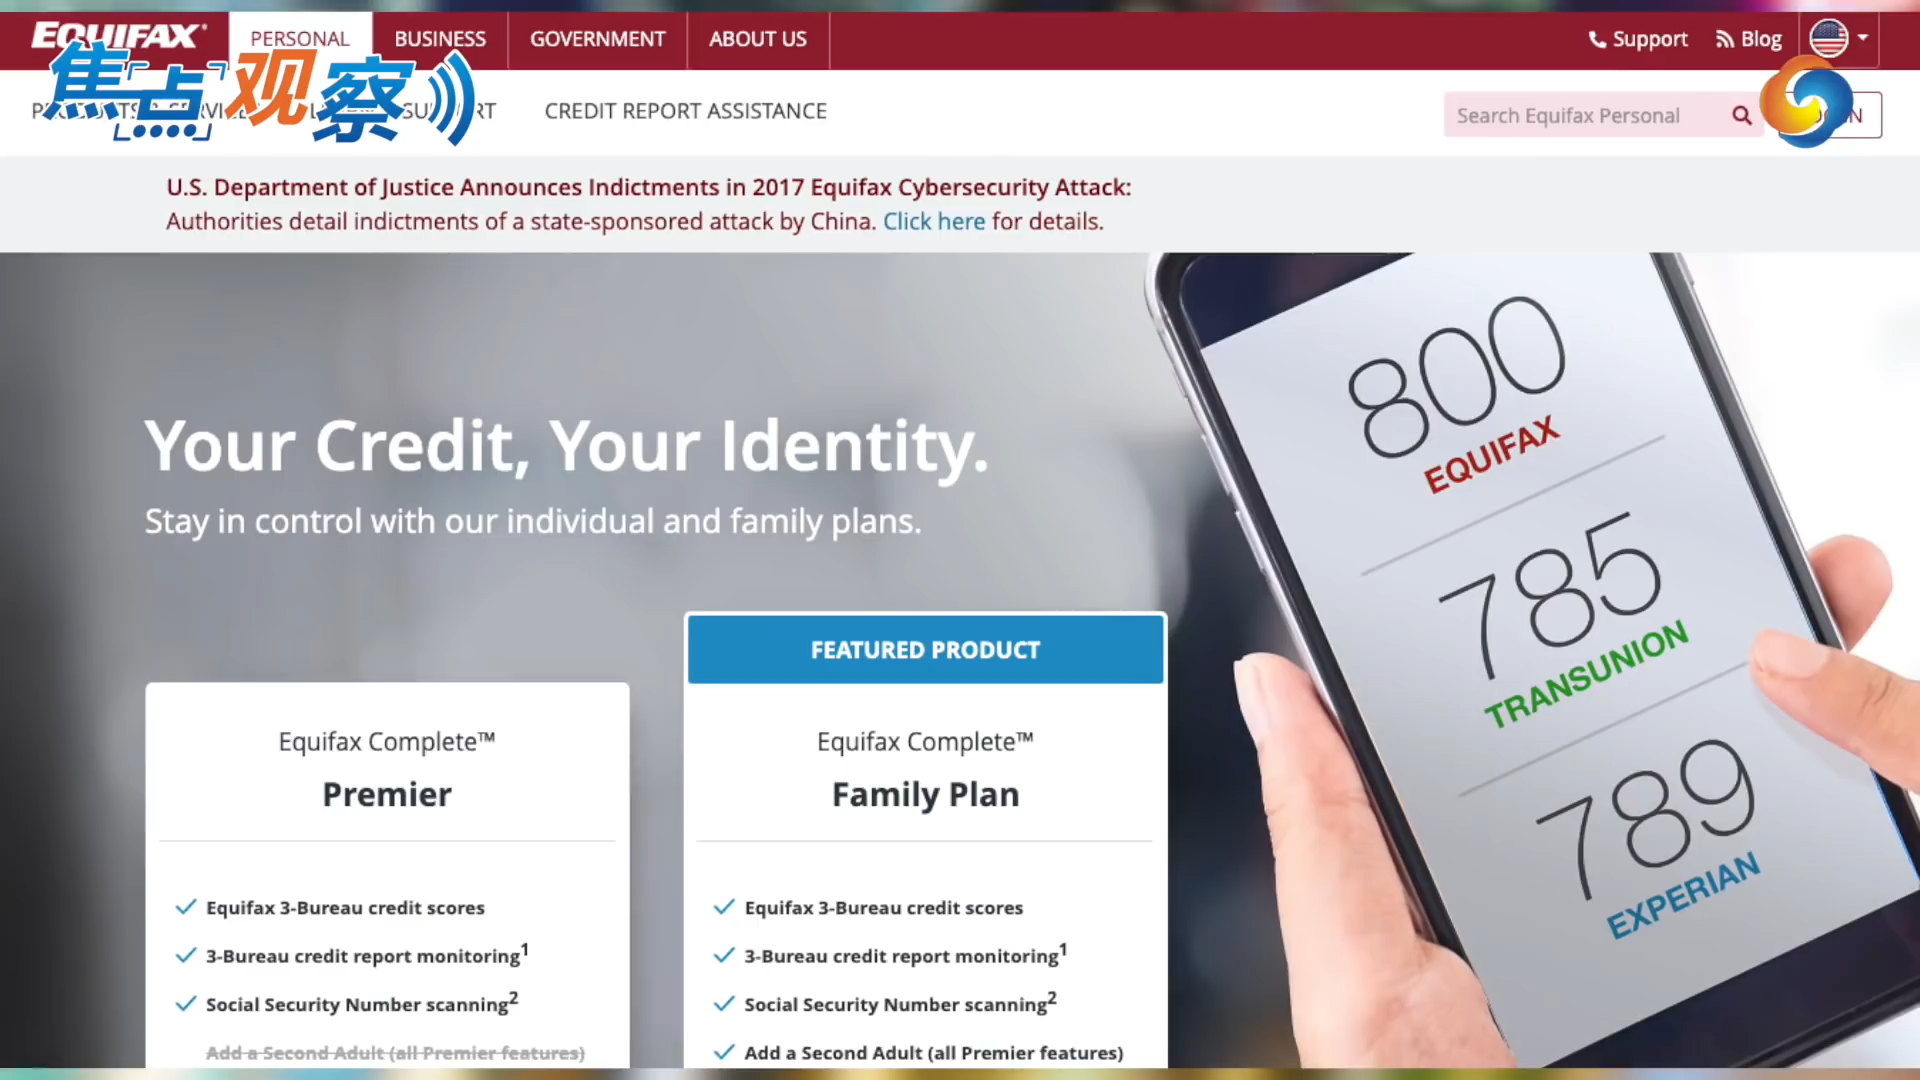 EQUIFAX
PERSONAL
BUSINESS
GOVERNMENT
ABOUT US
Support
Blog
焦点观察
CREDIT REPORT ASSISTANCE
Search Equifax Personal
U.S. Department of Justice Announces Indictments in 2017 Equifax Cybersecurity Attack:
Authorities detail indictments of a state-sponsored attack by China. Click here for details.
Your Credit, Your Identity.
Stay in control with our individual and family plans.
800
EQUIFAX
785
TRANSUNION
789
EXPERIAN
Equifax Complete™
Premier
Equifax 3-Bureau credit scores
3-Bureau credit report monitoring1
Social Security Number scanning2
Add a Second Adult (all Premier features)
FEATURED PRODUCT
Equifax Complete™
Family Plan
Equifax 3-Bureau credit scores
3-Bureau credit report monitoring1
Social Security Number scanning2
Add a Second Adult (all Premier features)